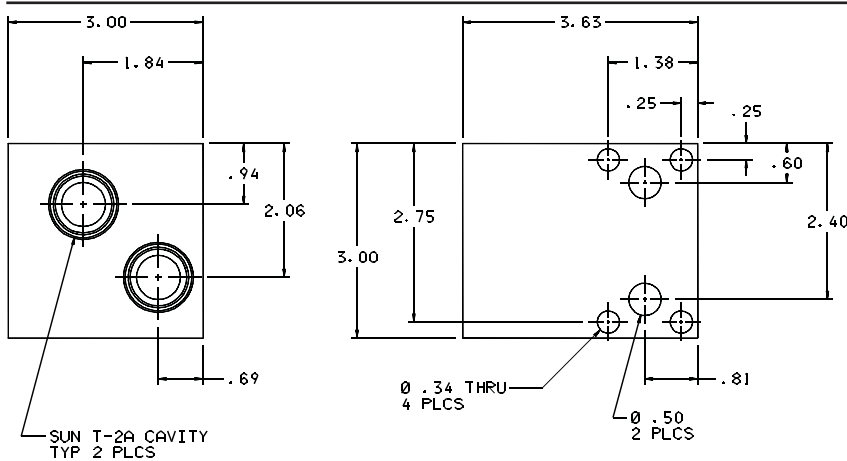 3.00
1.84
.94
2.06
.69
SUN T-2A CAVITY
TYP 2 PLCS
3.63
1.38
.25
.25
.60
2.75
2.40
3.00
.81
Ø .34 THRU
4 PLCS
Ø .50
2 PLCS